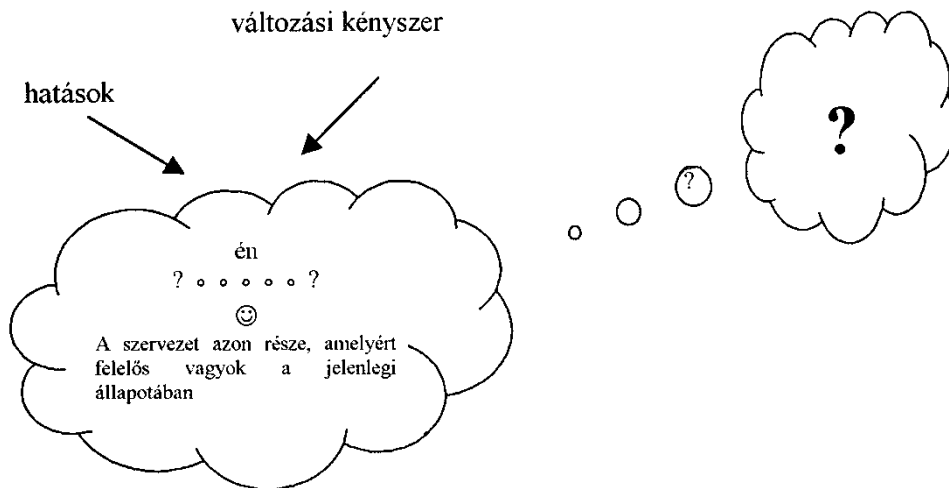 változási kényszer
hatások
?
?
én
? ∘ ∘ ∘ ∘ ∘ ?
☺
A szervezet azon része, amelyért
felelős vagyok a jelenlegi
állapotában